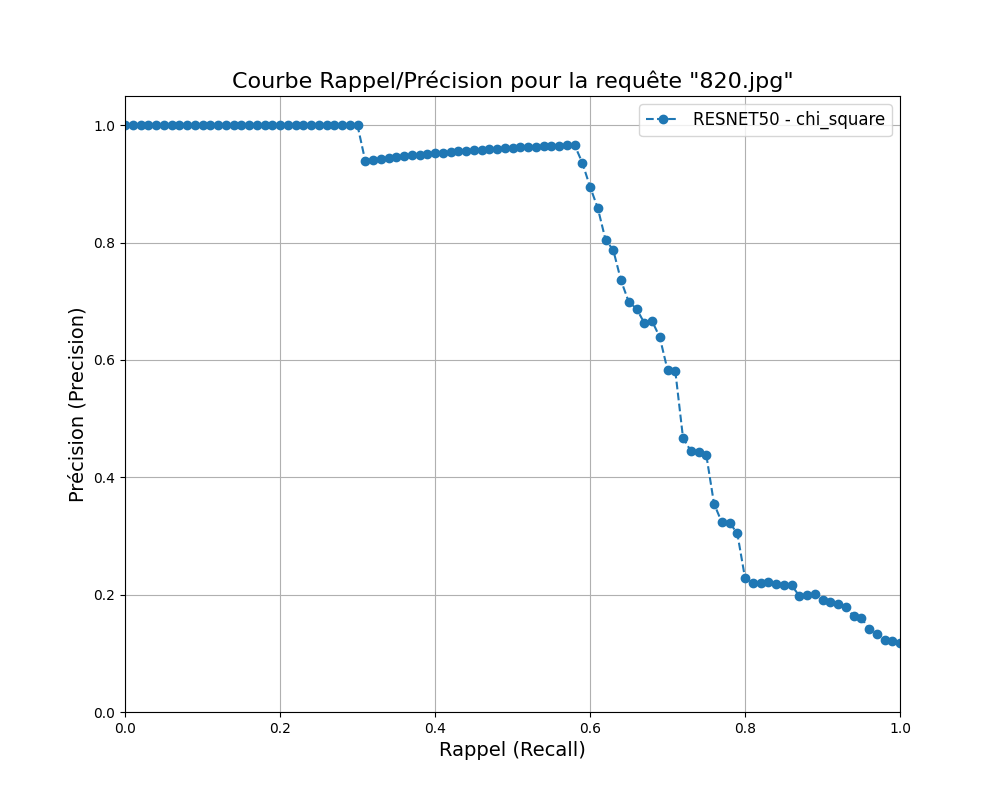 Courbe Rappel/Précision pour la requête "820.jpg"
RESNET50 - chi_square
Précision (Precision)
1.0
0.8
0.6
0.4
0.2
0.0
0.0 0.2 0.4 0.6 0.8 1.0
Rappel (Recall)